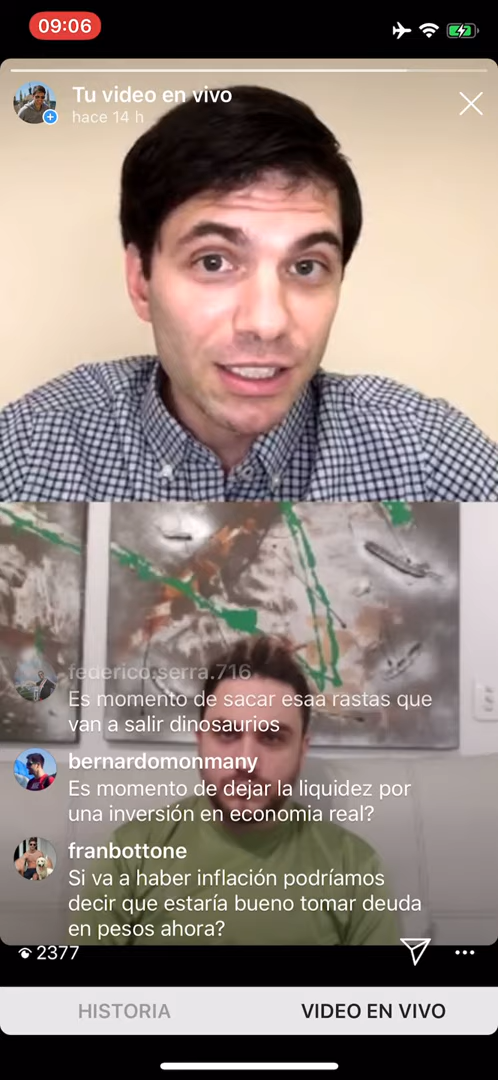 09:06
Tu video en vivo
hace 14 h
federico.serra.716
Es momento de sacar esaa rastas que
van a salir dinosaurios
bernardomonmany
Es momento de dejar la liquidez por
una inversión en economia real?
franbottone
Si va a haber inflación podríamos
decir que estaría bueno tomar deuda
en pesos ahora?
2377
HISTORIA
VIDEO EN VIVO